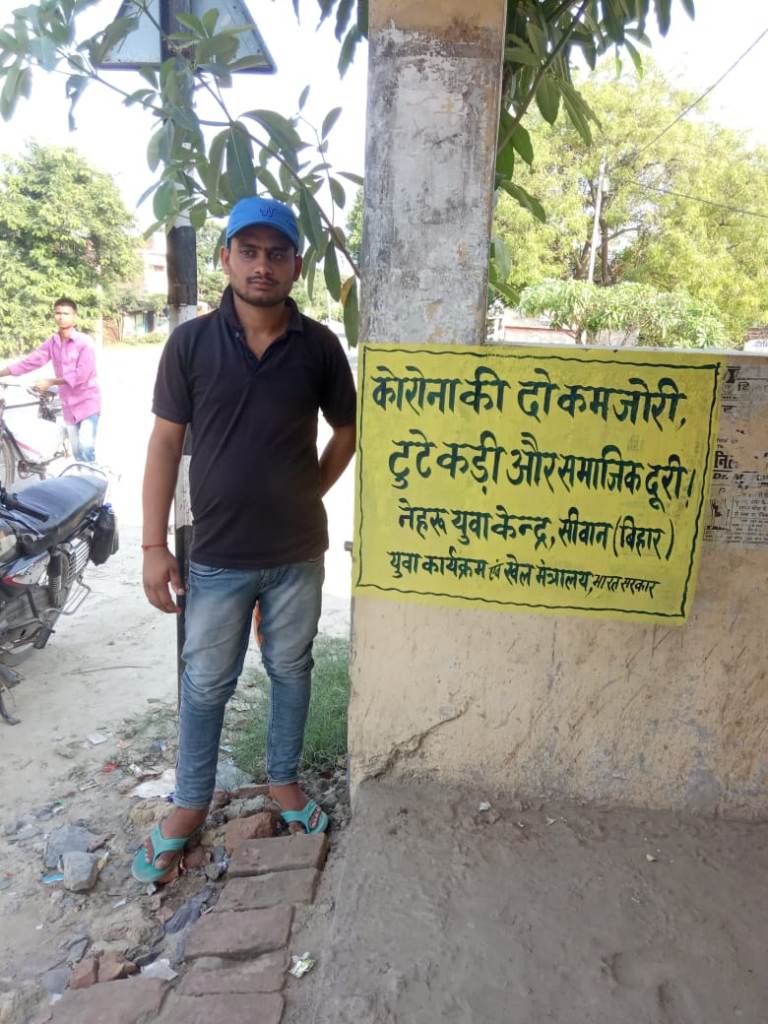 कोरोना की दो कमजोरी,
टुटे कड़ी और समाजिक दूरी।
नेहरू युवा केन्द्र, सीवान (बिहार)
युवा कार्यक्रम एवं खेल मंत्रालय, भारत सरकार